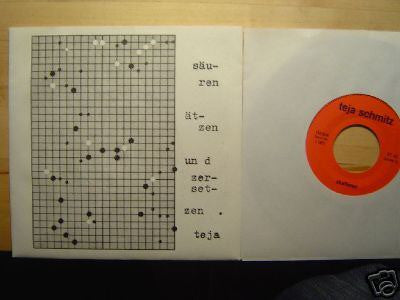 säu-
ren
ät-
zen
un d
zer-
set-
zen .
teja
teja schmitz